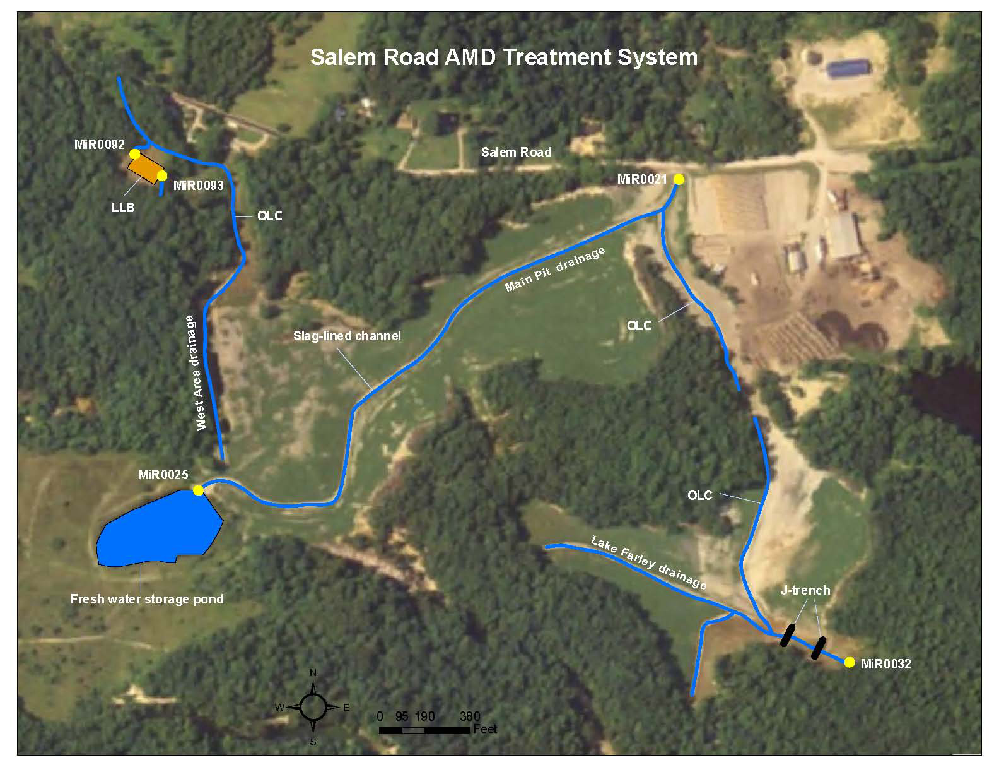 Salem Road AMD Treatment System
MiR0092
Salem Road
MiR0021
MiR0093
LLB
OLC
Main Pit drainage
OLC
Slag-lined channel
West Area drainage
MiR0025
OLC
Lake Farley drainage
J-trench
Fresh water storage pond
MiR0032
N
W E
S
0 95 190 380
Feet